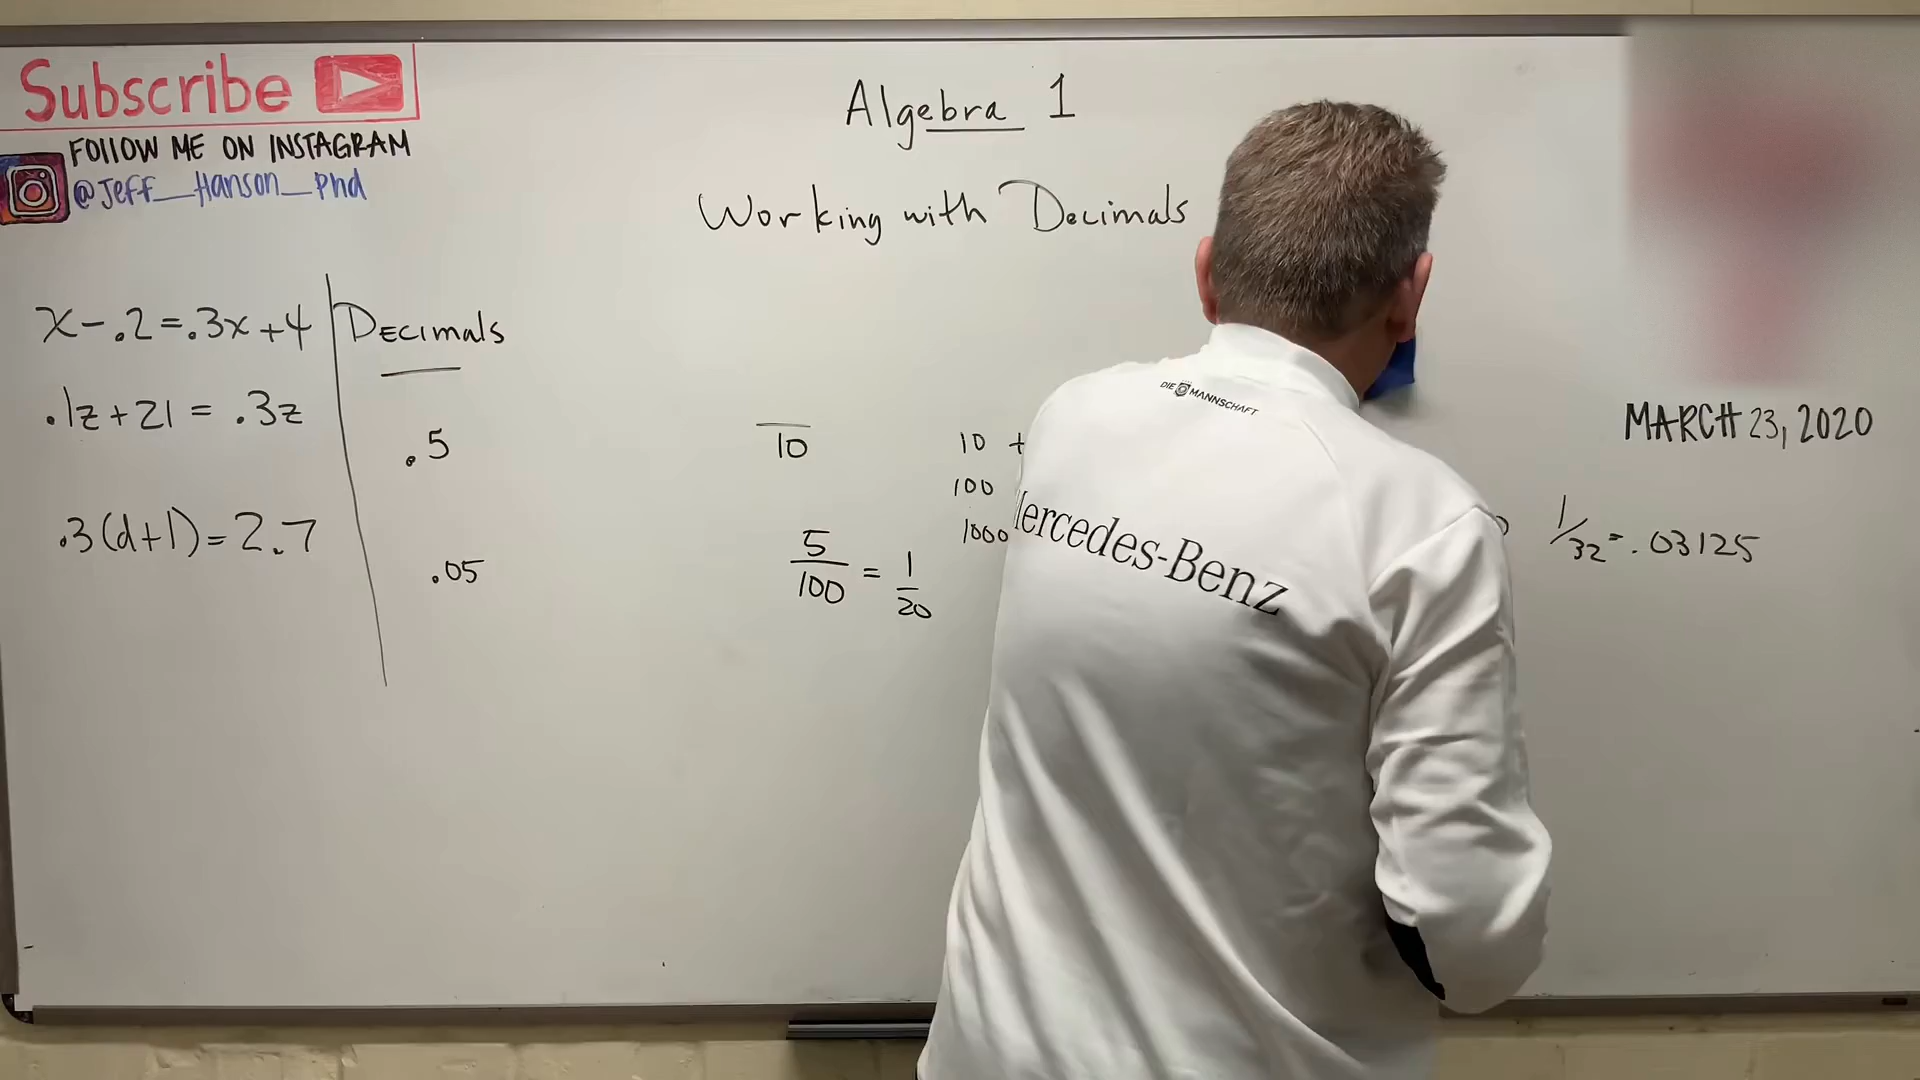 Subscribe
FOllOW ME ON INSTAGRAM
@Jeff__Hanson__Phd
Algebra 1
Working with Decimals
x-.2=.3x+4
.1z+21 = .3z
.3(d+1)=2.7
Decimals
.5
.05
10
5/100 = 1/20
10 +
100
1000
DIE MANNSCHAFT
Mercedes-Benz
MARCH 23, 2020
1/32=.03125